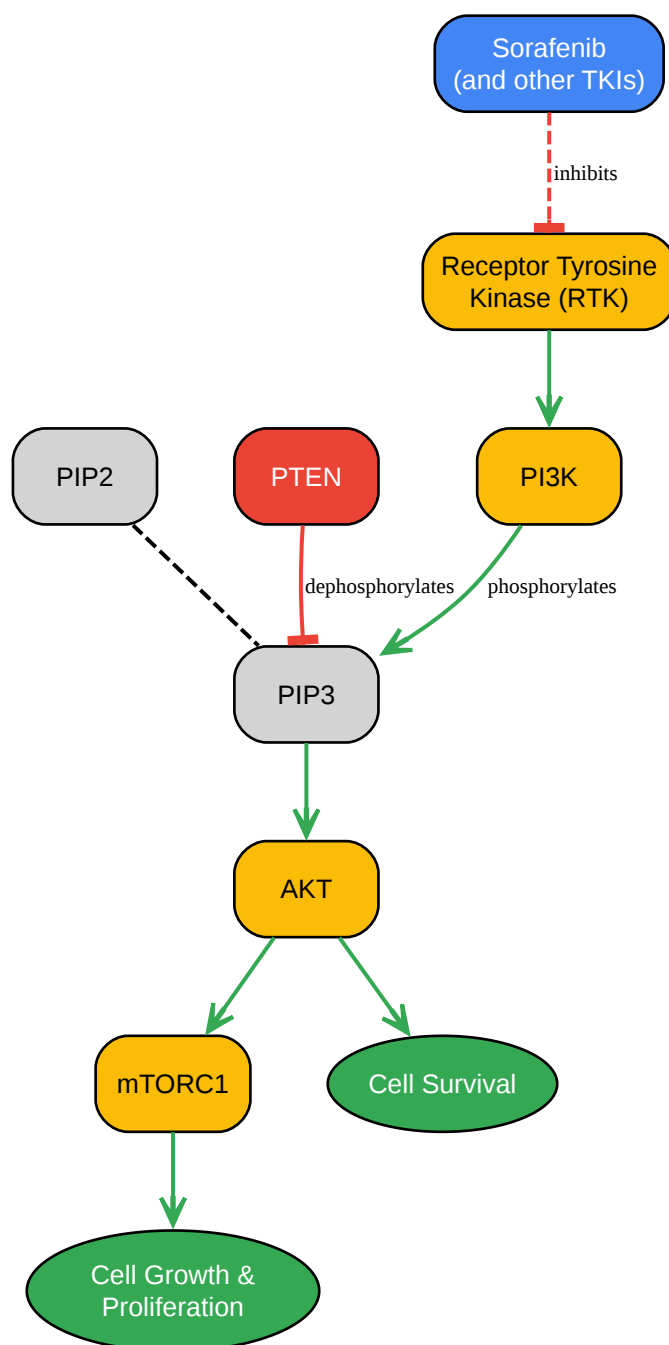 Sorafenib
(and other TKIs)
inhibits
Receptor Tyrosine
Kinase (RTK)
PIP2
PTEN
PI3K
dephosphorylates
phosphorylates
PIP3
AKT
mTORC1
Cell Survival
Cell Growth &
Proliferation